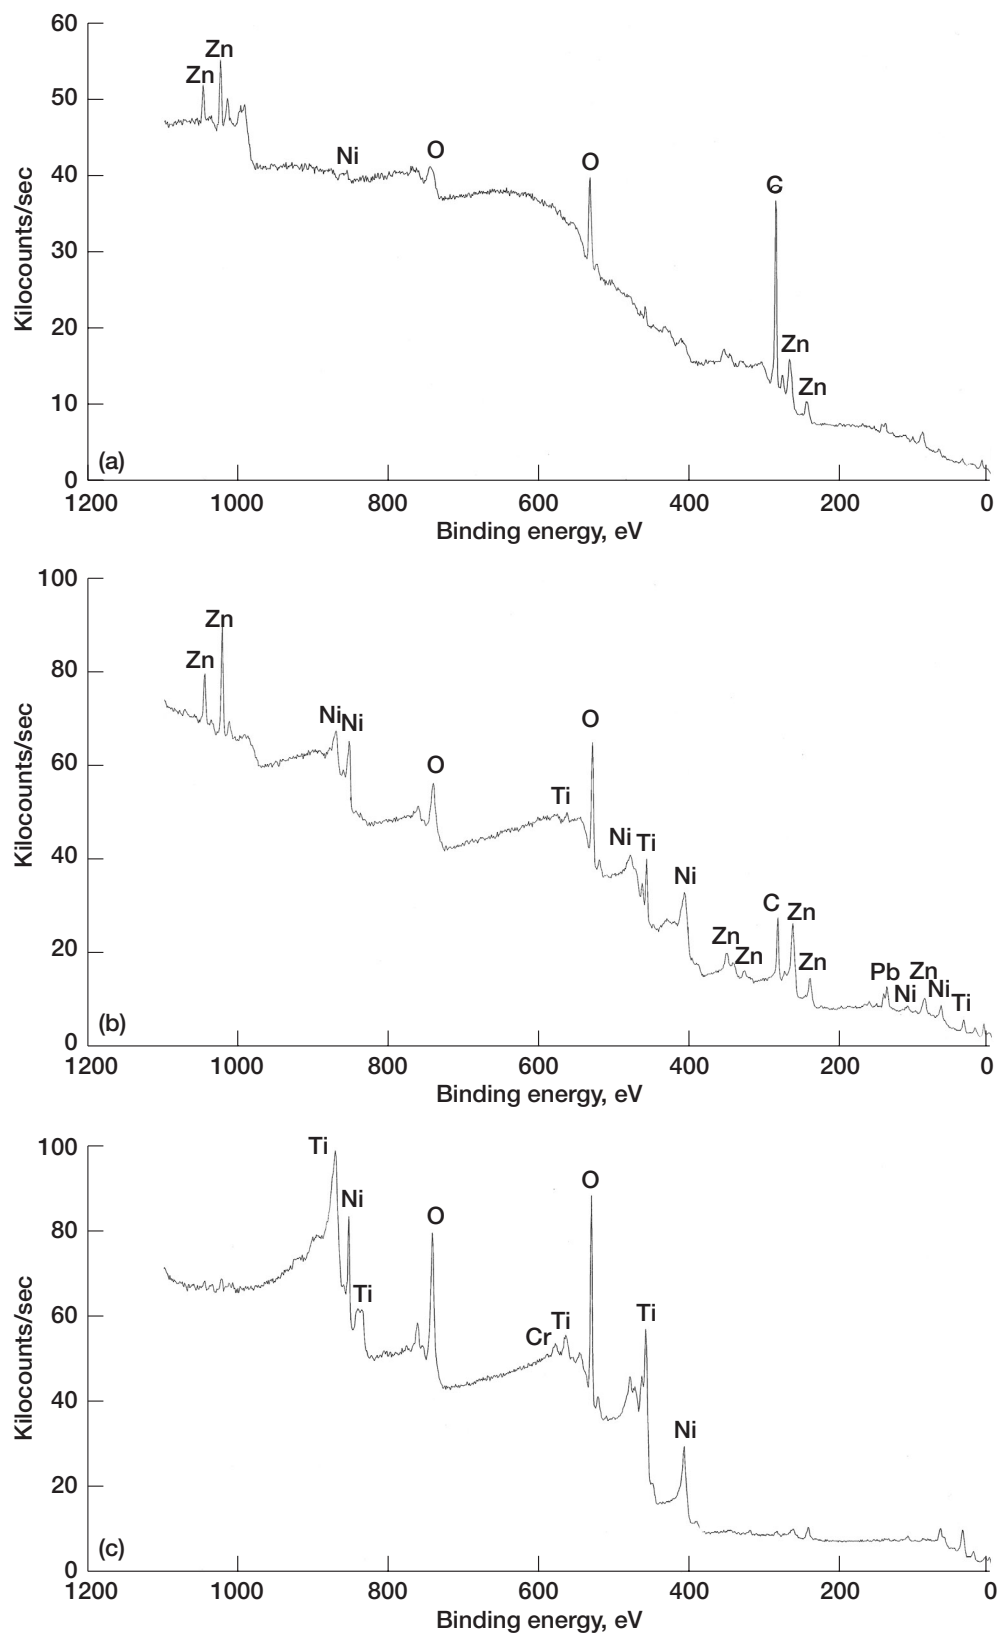 60
Zn
Zn
50
40
Ni
O
O
C
30
Kilocounts/sec
20
Zn
Zn
10
(a)
0
1200 1000 800 600 400 200 0
Binding energy, eV
100
Zn
80
Zn
Ni Ni
O
60
O
Ti
Kilocounts/sec
40
Ni Ti
Ni
C Zn
20
Zn
Zn
Zn
Pb Zn
Ni Ni Ti
(b)
0
1200 1000 800 600 400 200 0
Binding energy, eV
100
Ti
80
Ni
O
O
60
Ti
Cr Ti
Ti
Kilocounts/sec
40
Ni
20
(c)
0
1200 1000 800 600 400 200 0
Binding energy, eV